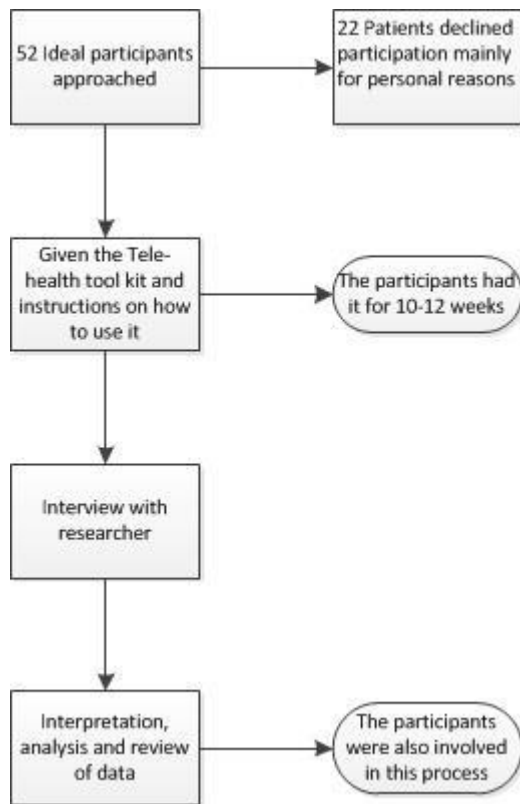 52 Ideal participants
approached
22 Patients declined
participation mainly
for personal reasons
Given the Tele-
health tool kit and
instructions on how
to use it
The participants had
it for 10-12 weeks
Interview with
researcher
Interpretation,
analysis and review
of data
The participants
were also involved
in this process